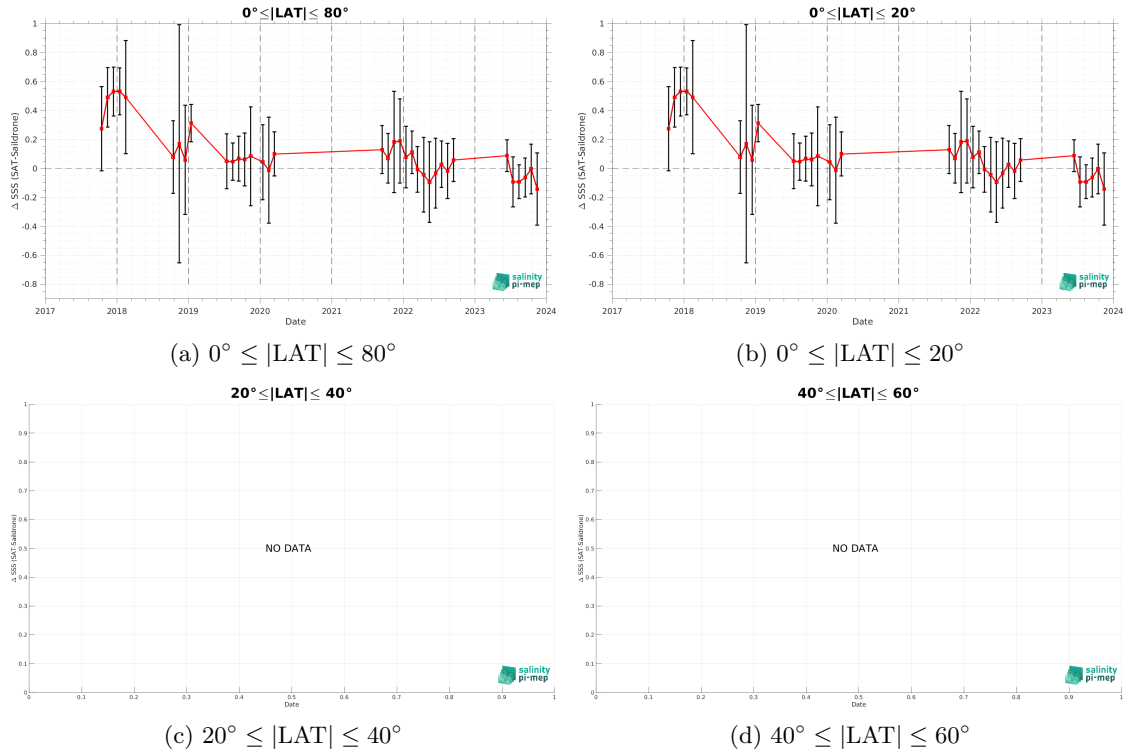 0°≤|LAT|≤ 80°
Δ SSS (SAT-Saildrone)
1
0.8
0.6
0.4
0.2
0
-0.2
-0.4
-0.6
-0.8
2017 2018 2019 2020 2021 2022 2023 2024
Date
salinity
pi-mep
(a) 0° ≤ |LAT| ≤ 80°
0°≤|LAT|≤ 20°
Δ SSS (SAT-Saildrone)
1
0.8
0.6
0.4
0.2
0
-0.2
-0.4
-0.6
-0.8
2017 2018 2019 2020 2021 2022 2023 2024
Date
salinity
pi-mep
(b) 0° ≤ |LAT| ≤ 20°
20°≤|LAT|≤ 40°
Δ SSS (SAT-Saildrone)
1
0.9
0.8
0.7
0.6
0.5
0.4
0.3
0.2
0.1
0
NO DATA
0 0.1 0.2 0.3 0.4 0.5 0.6 0.7 0.8 0.9 1
Date
salinity
pi-mep
(c) 20° ≤ |LAT| ≤ 40°
40°≤|LAT|≤ 60°
Δ SSS (SAT-Saildrone)
1
0.9
0.8
0.7
0.6
0.5
0.4
0.3
0.2
0.1
0
NO DATA
0 0.1 0.2 0.3 0.4 0.5 0.6 0.7 0.8 0.9 1
Date
salinity
pi-mep
(d) 40° ≤ |LAT| ≤ 60°